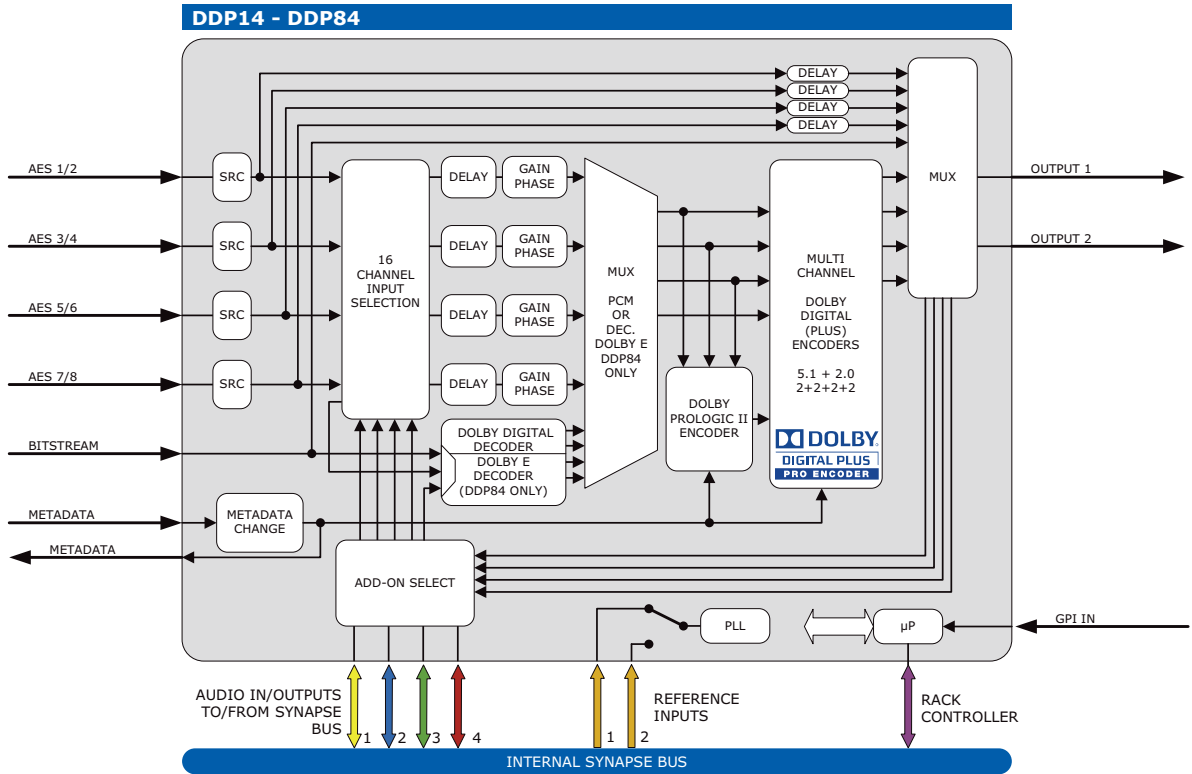 DDP14 - DDP84
DELAY
DELAY
DELAY
DELAY
AES 1/2
SRC
DELAY
GAIN
PHASE
MUX
OUTPUT 1
AES 3/4
SRC
16
CHANNEL
INPUT
SELECTION
DELAY
GAIN
PHASE
MUX
PCM
OR
DEC.
DOLBY E
DDP84
ONLY
MULTI
CHANNEL
DOLBY
DIGITAL
(PLUS)
ENCODERS
5.1 + 2.0
2+2+2+2
OUTPUT 2
AES 5/6
SRC
DELAY
GAIN
PHASE
AES 7/8
SRC
DELAY
GAIN
PHASE
DOLBY
PROLOGIC II
ENCODER
DOLBY
DIGITAL PLUS
PRO ENCODER
BITSTREAM
DOLBY DIGITAL
DECODER
DOLBY E
DECODER
(DDP84 ONLY)
METADATA
METADATA
CHANGE
METADATA
ADD-ON SELECT
PLL
µP
GPI IN
AUDIO IN/OUTPUTS
TO/FROM SYNAPSE
BUS
1
2
3
4
REFERENCE
INPUTS
1
2
RACK
CONTROLLER
INTERNAL SYNAPSE BUS